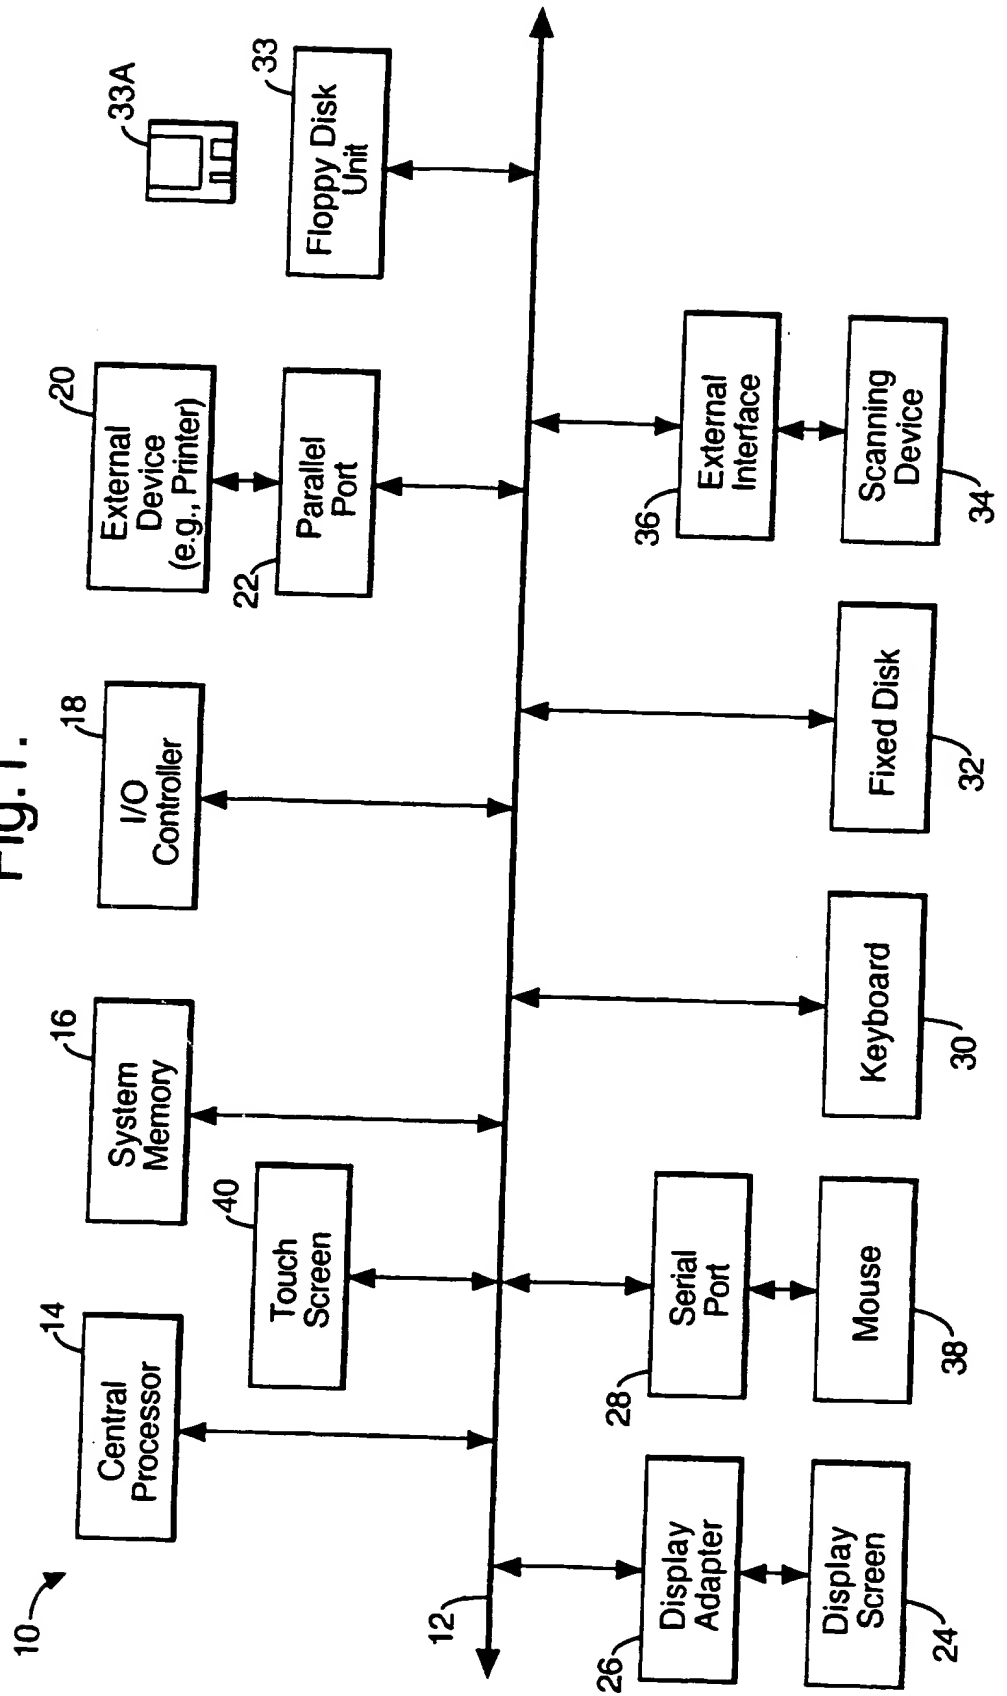 Fig. 1.
10
Central
Processor
14
System
Memory
16
I/O
Controller
18
External
Device
(e.g., Printer)
20
33A
Touch
Screen
40
Parallel
Port
22
Floppy Disk
Unit
33
12
Display
Adapter
26
Serial
Port
28
External
Interface
36
Display
Screen
24
Mouse
38
Keyboard
30
Fixed Disk
32
Scanning
Device
34